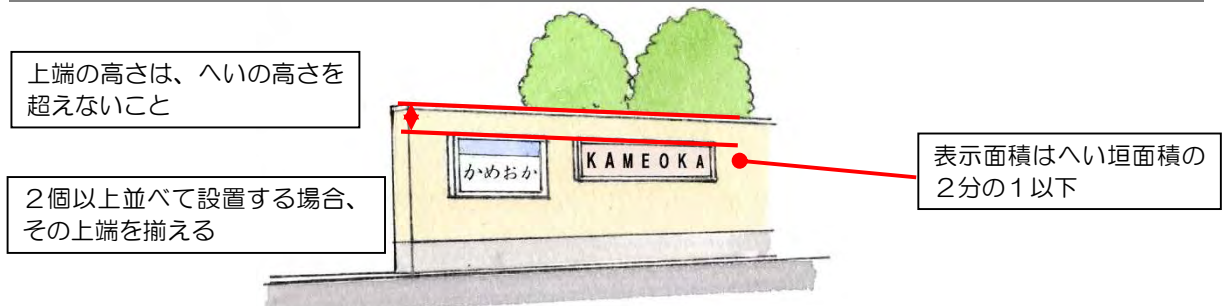 上端の高さは、へいの高さを
超えないこと
２個以上並べて設置する場合、
その上端を揃える
かめおか
KAMEOKA
表示面積はへい垣面積の
２分の１以下